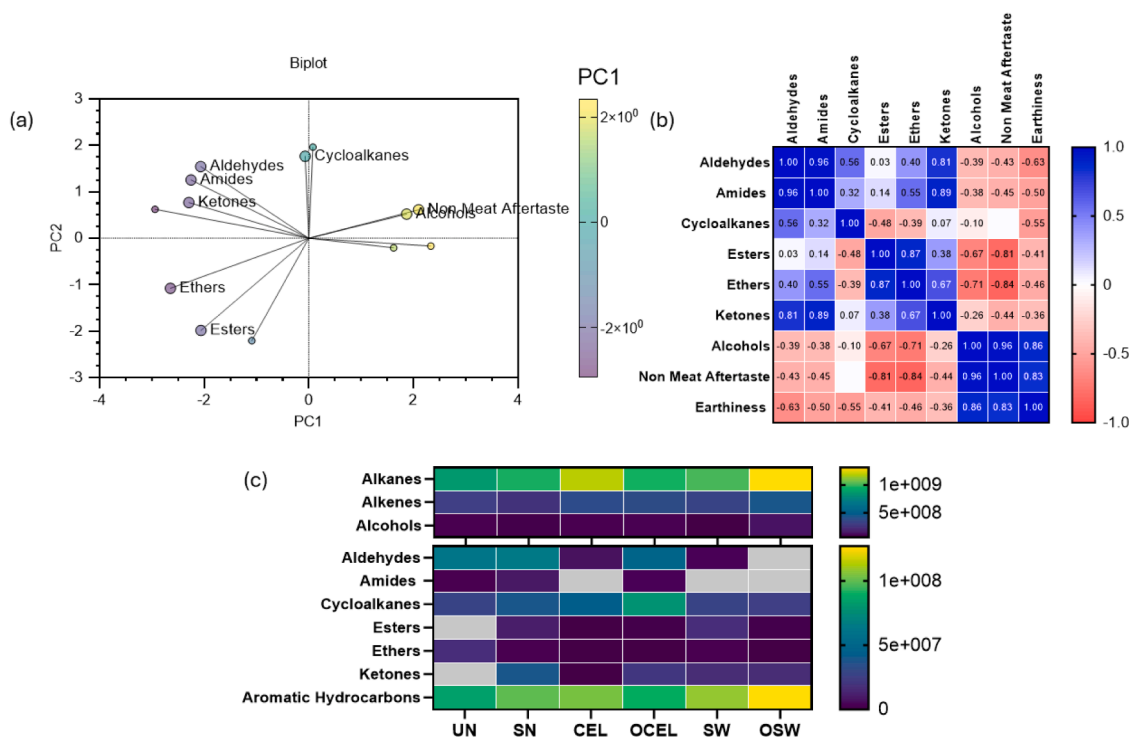 (a)
Biplot
PC2
3
2
1
0
-1
-2
-3
-4
-2
0
2
4
PC1
Aldehydes
Amides
Ketones
Cycloalkanes
Non Meat Aftertaste
Alcohols
Ethers
Esters
PC1
2×10⁰
0
-2×10⁰
(b)
Aldehydes Amides Cycloalkanes Esters Ethers Ketones Alcohols Non Meat Aftertaste Earthiness
Aldehydes 1.00 0.96 0.56 0.03 0.40 0.81 -0.39 -0.43 -0.63
Amides 0.96 1.00 0.32 0.14 0.55 0.89 -0.38 -0.45 -0.50
Cycloalkanes 0.56 0.32 1.00 -0.48 -0.39 0.07 -0.10 -0.55
Esters 0.03 0.14 -0.48 1.00 0.87 0.38 -0.67 -0.81 -0.41
Ethers 0.40 0.55 -0.39 0.87 1.00 0.67 -0.71 -0.84 -0.46
Ketones 0.81 0.89 0.07 0.38 0.67 1.00 -0.26 -0.44 -0.36
Alcohols -0.39 -0.38 -0.10 -0.67 -0.71 -0.26 1.00 0.96 0.86
Non Meat Aftertaste -0.43 -0.45 -0.81 -0.84 -0.44 0.96 1.00 0.83
Earthiness -0.63 -0.50 -0.55 -0.41 -0.46 -0.36 0.86 0.83 1.00
1.0
0.5
0
-0.5
-1.0
(c)
Alkanes
Alkenes
Alcohols
1e+009
5e+008
Aldehydes
Amides
Cycloalkanes
Esters
Ethers
Ketones
Aromatic Hydrocarbons
1e+008
5e+007
0
UN SN CEL OCEL SW OSW